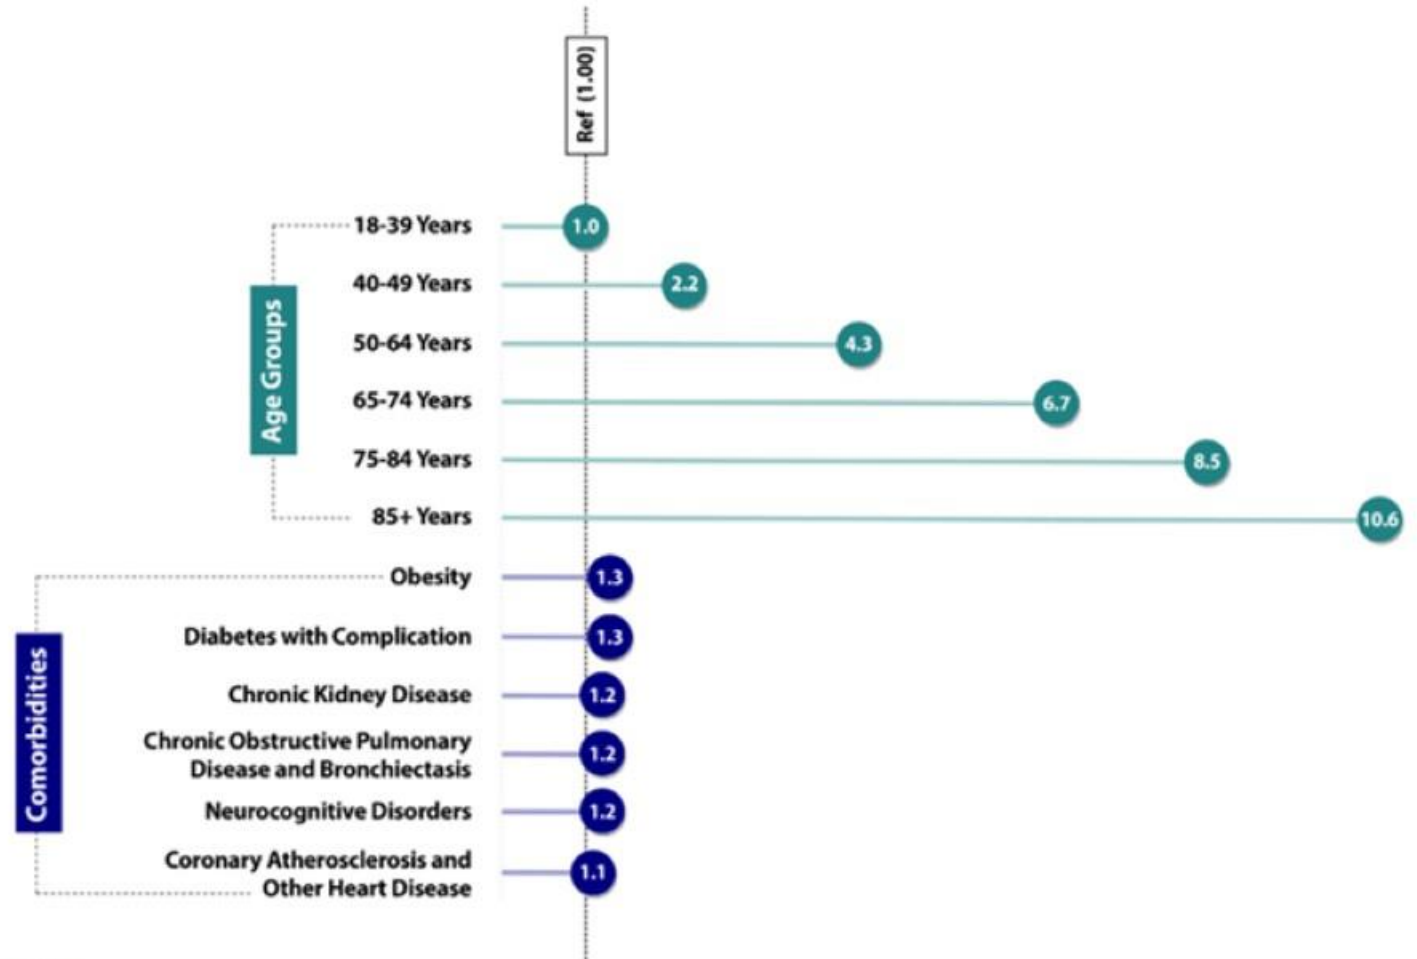 Ref (1.00)
Age Groups
18-39 Years
1.0
40-49 Years
2.2
50-64 Years
4.3
65-74 Years
6.7
75-84 Years
8.5
85+ Years
10.6
Comorbidities
Obesity
1.3
Diabetes with Complication
1.3
Chronic Kidney Disease
1.2
Chronic Obstructive Pulmonary
Disease and Bronchiectasis
1.2
Neurocognitive Disorders
1.2
Coronary Atherosclerosis and
Other Heart Disease
1.1